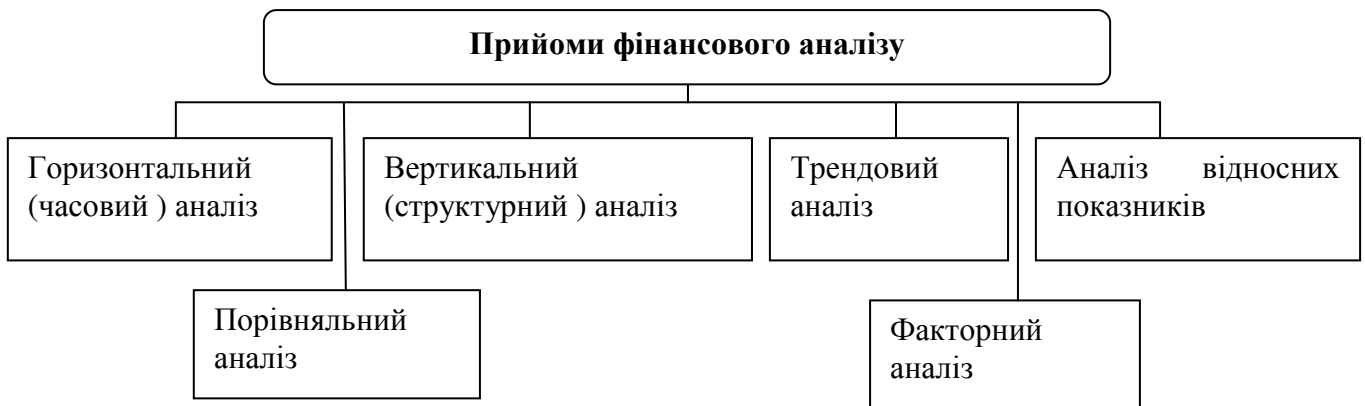 Прийоми фінансового аналізу
Горизонтальний
(часовий ) аналіз
Вертикальний
(структурний ) аналіз
Трендовий
аналіз
Аналіз відносних
показників
Порівняльний
аналіз
Факторний
аналіз